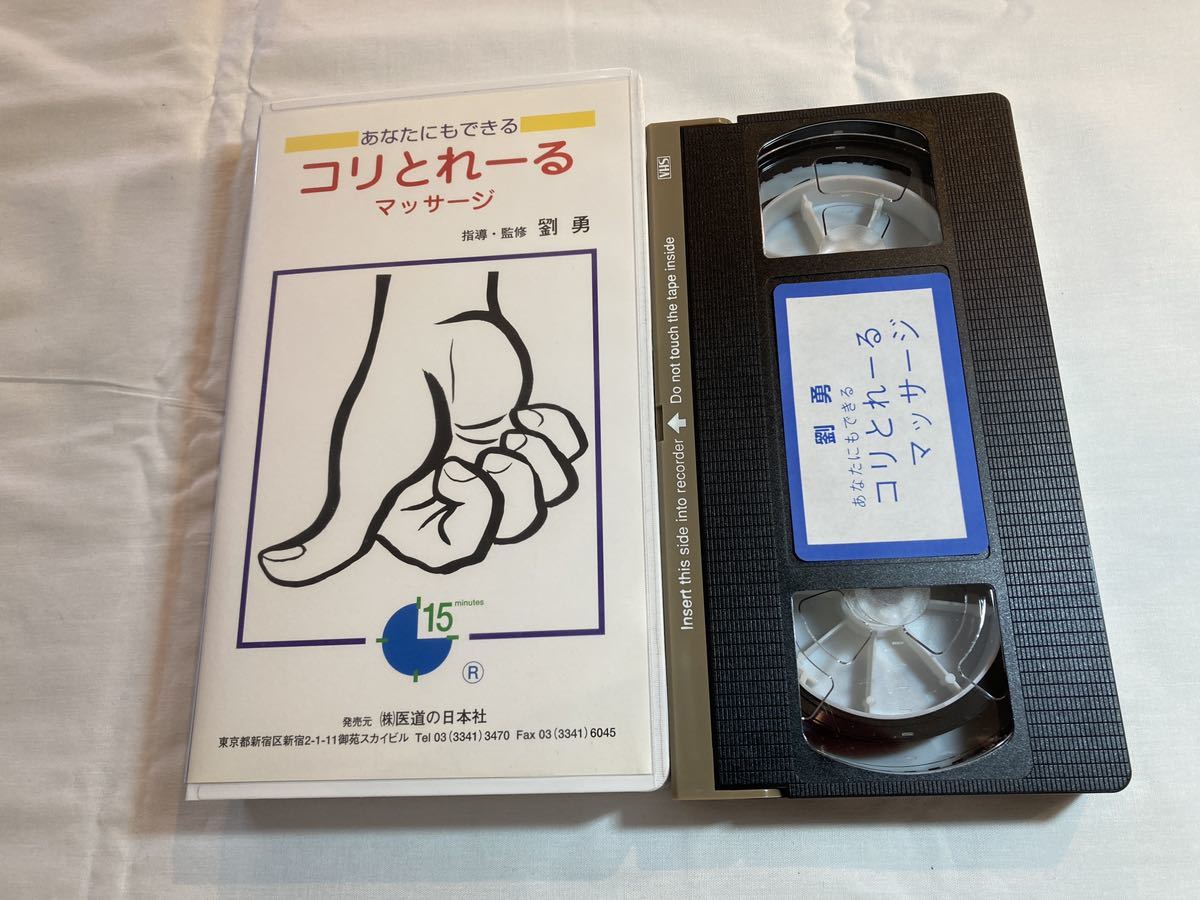 あなたにもできる
コリとれーる
マッサージ
指導・監修 劉 勇
15 minutes
R
発売元 ㈱医道の日本社
東京都新宿区新宿2-1-11御苑スカイビル Tel 03(3341)3470 Fax 03(3341)6045
VHS
Insert this side into recorder Do not touch the tape inside
劉 勇
あなたにもできる
コリとれーる
マッサージ